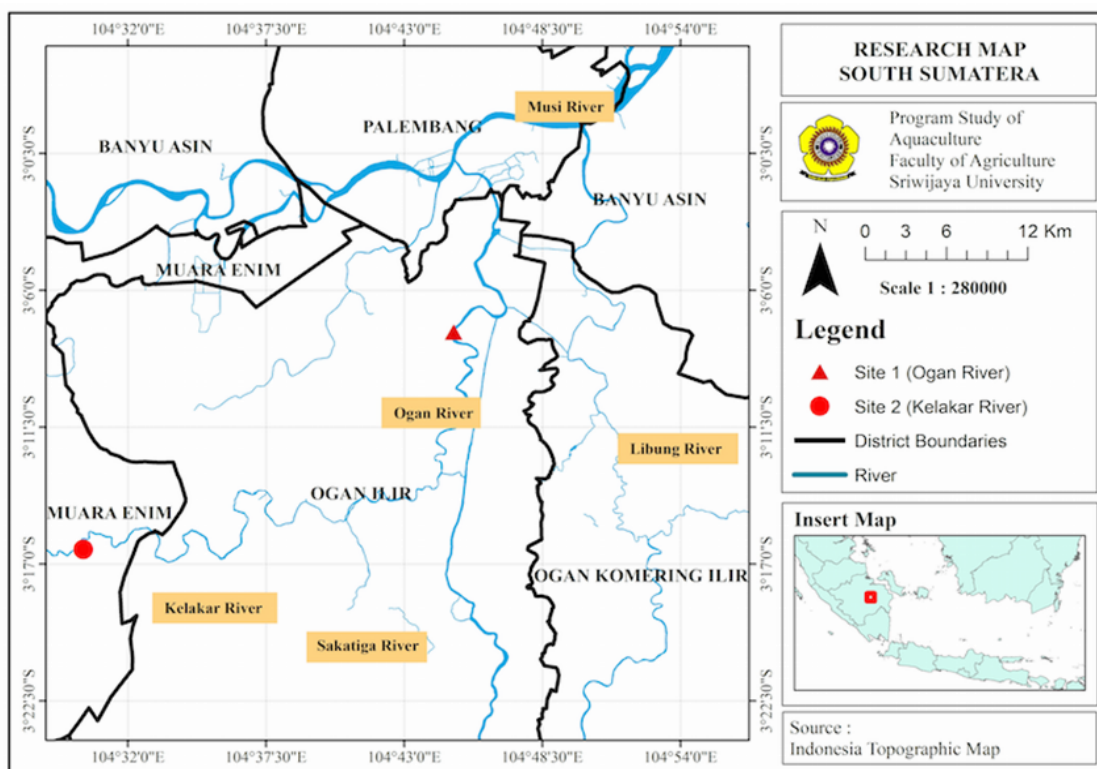 104°32'0"E
104°37'30"E
104°43'0"E
104°48'30"E
104°54'0"E
3°0'30"S
3°6'0"S
3°11'30"S
3°17'0"S
3°22'30"S
Musi River
PALEMBANG
BANYU ASIN
BANYU ASIN
MUARA ENIM
Ogan River
Libung River
OGAN ILIR
MUARA ENIM
OGAN KOMERING ILIR
Kelakar River
Sakatiga River
3°0'30"S
3°6'0"S
3°11'30"S
3°17'0"S
3°22'30"S
104°32'0"E
104°37'30"E
104°43'0"E
104°48'30"E
104°54'0"E
RESEARCH MAP
SOUTH SUMATERA
Program Study of
Aquaculture
Faculty of Agriculture
Sriwijaya University
N
0 3 6 12 Km
Scale 1 : 280000
Legend
Site 1 (Ogan River)
Site 2 (Kelakar River)
District Boundaries
River
Insert Map
Source :
Indonesia Topographic Map